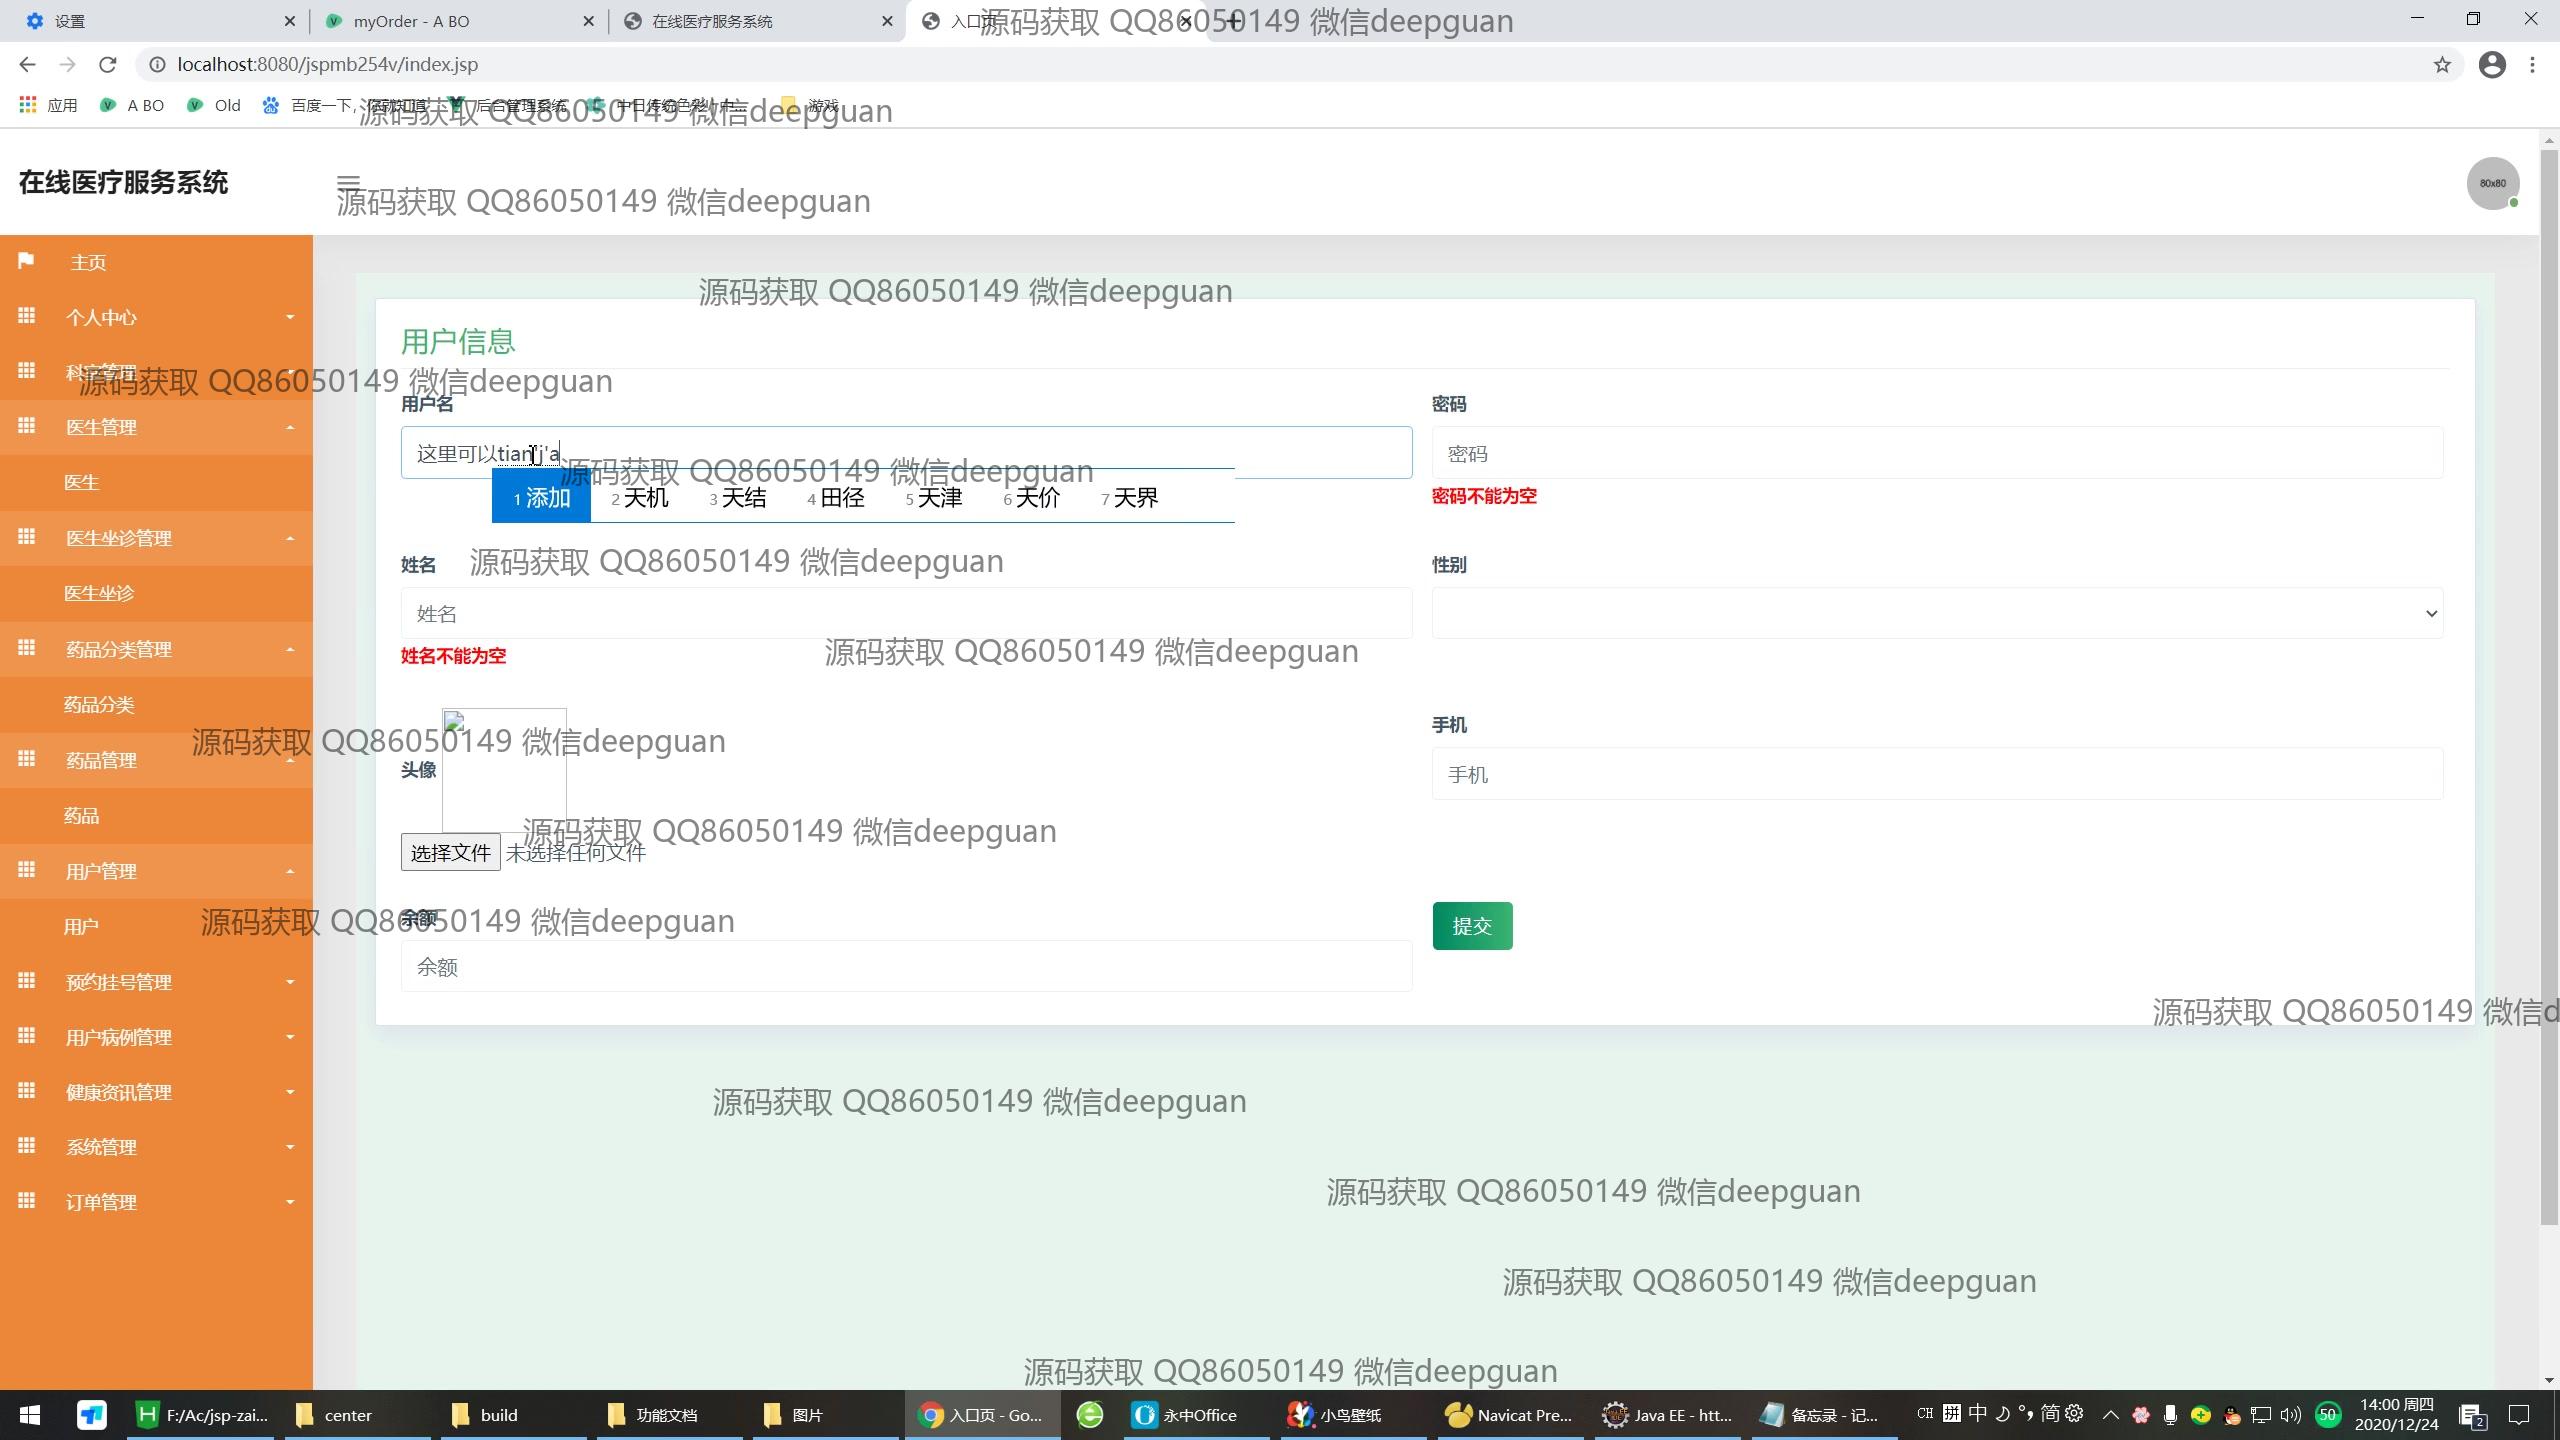 设置
myOrder - A BO
在线医疗服务系统
入口页
源码获取 QQ86050149 微信deepguan
localhost:8080/jspmb254v/index.jsp
应用
A BO
Old
百度一下,你就知道
后台管理系统
中日传统色彩
游戏
源码获取 QQ86050149 微信deepguan
在线医疗服务系统
源码获取 QQ86050149 微信deepguan
80x80
主页
源码获取 QQ86050149 微信deepguan
个人中心
用户信息
科室管理
源码获取 QQ86050149 微信deepguan
用户名
密码
医生管理
这里可以tian'j'a
密码
源码获取 QQ86050149 微信deepguan
医生
1 添加 2 天机 3 天结 4 田径 5 天津 6 天价 7 天界
密码不能为空
医生坐诊管理
姓名
源码获取 QQ86050149 微信deepguan
性别
医生坐诊
姓名
药品分类管理
姓名不能为空
源码获取 QQ86050149 微信deepguan
药品分类
手机
源码获取 QQ86050149 微信deepguan
药品管理
头像
手机
药品
源码获取 QQ86050149 微信deepguan
选择文件 未选择任何文件
用户管理
用户
源码获取 QQ86050149 微信deepguan
余额
提交
余额
预约挂号管理
源码获取 QQ86050149 微信d
用户病例管理
健康资讯管理
源码获取 QQ86050149 微信deepguan
系统管理
订单管理
源码获取 QQ86050149 微信deepguan
源码获取 QQ86050149 微信deepguan
源码获取 QQ86050149 微信deepguan
F:/Ac/jsp-zai...
center
build
功能文档
图片
入口页 - Go...
永中Office
小鸟壁纸
Navicat Pre...
Java EE - htt...
备忘录 - 记...
CH 拼 中 简
50
14:00 周四
2020/12/24
2